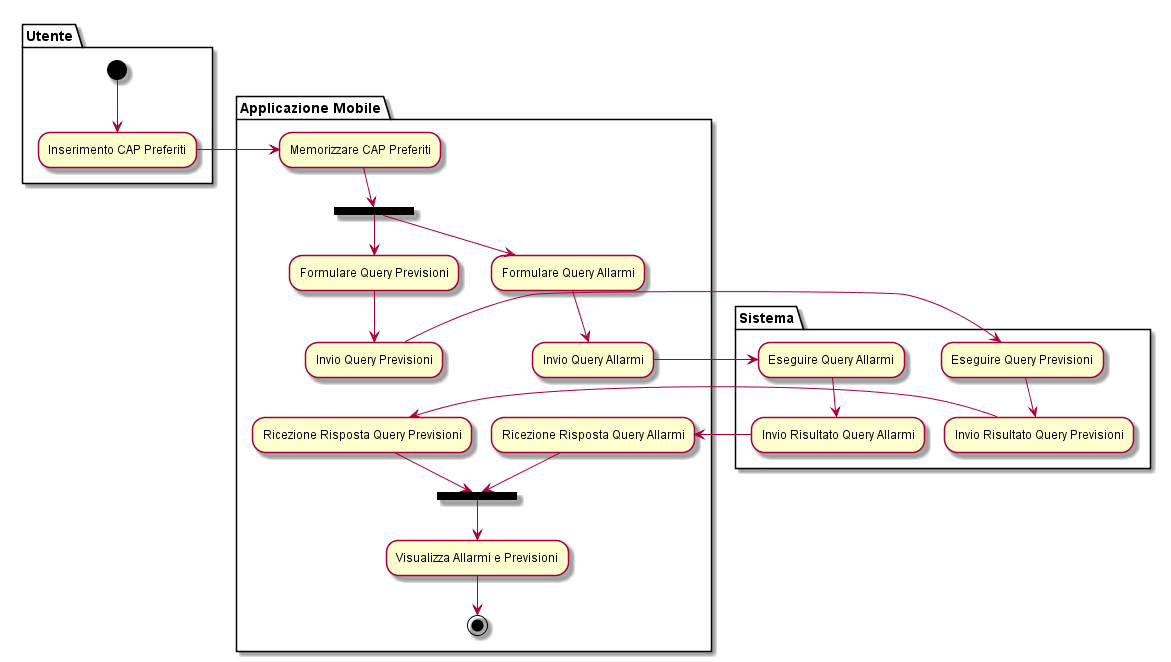 Utente
Inserimento CAP Preferiti
Applicazione Mobile
Memorizzare CAP Preferiti
Formulare Query Previsioni
Formulare Query Allarmi
Invio Query Previsioni
Invio Query Allarmi
Sistema
Eseguire Query Allarmi
Eseguire Query Previsioni
Ricezione Risposta Query Previsioni
Ricezione Risposta Query Allarmi
Invio Risultato Query Allarmi
Invio Risultato Query Previsioni
Visualizza Allarmi e Previsioni